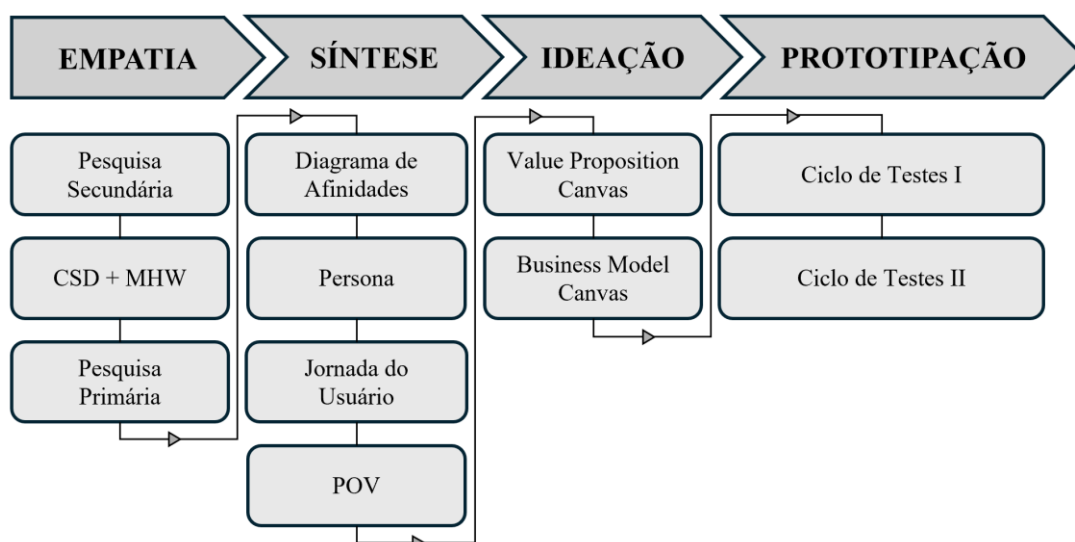 EMPATIA
SÍNTESE
IDEAÇÃO
PROTOTIPAÇÃO
Pesquisa
Secundária
CSD + MHW
Pesquisa
Primária
Diagrama de
Afinidades
Persona
Jornada do
Usuário
POV
Value Proposition
Canvas
Business Model
Canvas
Ciclo de Testes I
Ciclo de Testes II